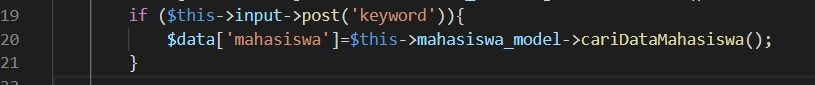 19 if ($this->input->post('keyword')){
20 $data['mahasiswa']=$this->mahasiswa_model->cariDataMahasiswa();
21 }